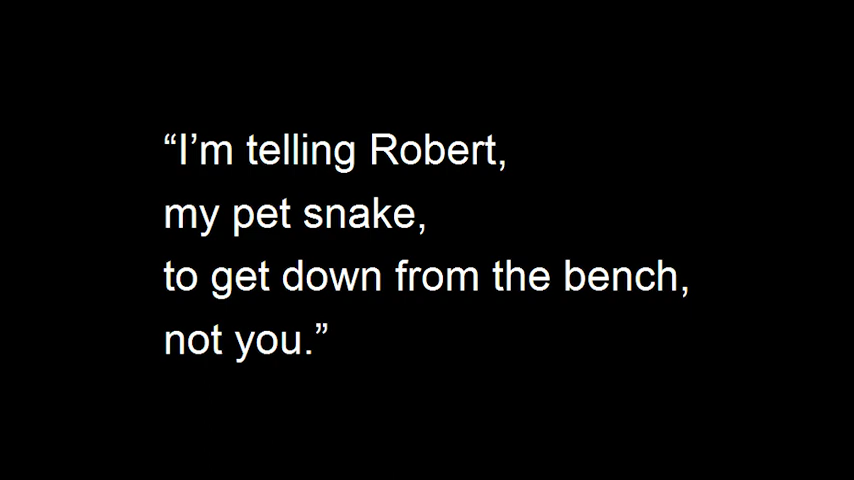 “I’m telling Robert,
my pet snake,
to get down from the bench,
not you.”